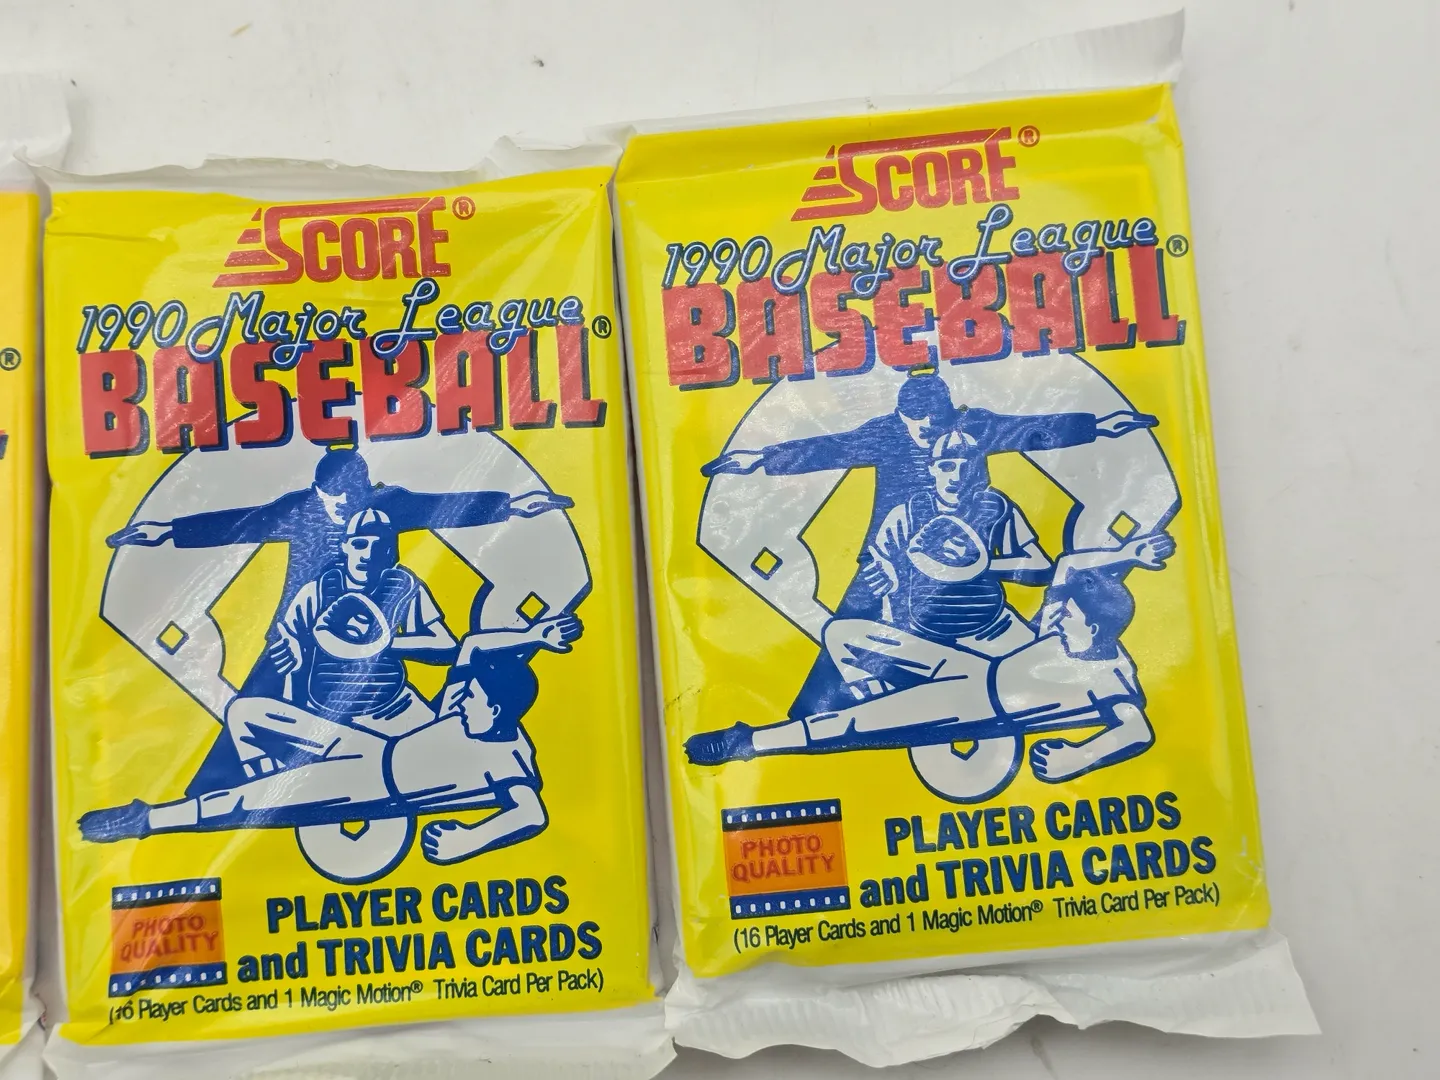 SCORE®
1990 Major League
BASEBALL®
PHOTO
QUALITY
PLAYER CARDS
and TRIVIA CARDS
(16 Player Cards and 1 Magic Motion® Trivia Card Per Pack)
SCORE®
1990 Major League
BASEBALL®
PHOTO
QUALITY
PLAYER CARDS
and TRIVIA CARDS
(16 Player Cards and 1 Magic Motion® Trivia Card Per Pack)
®